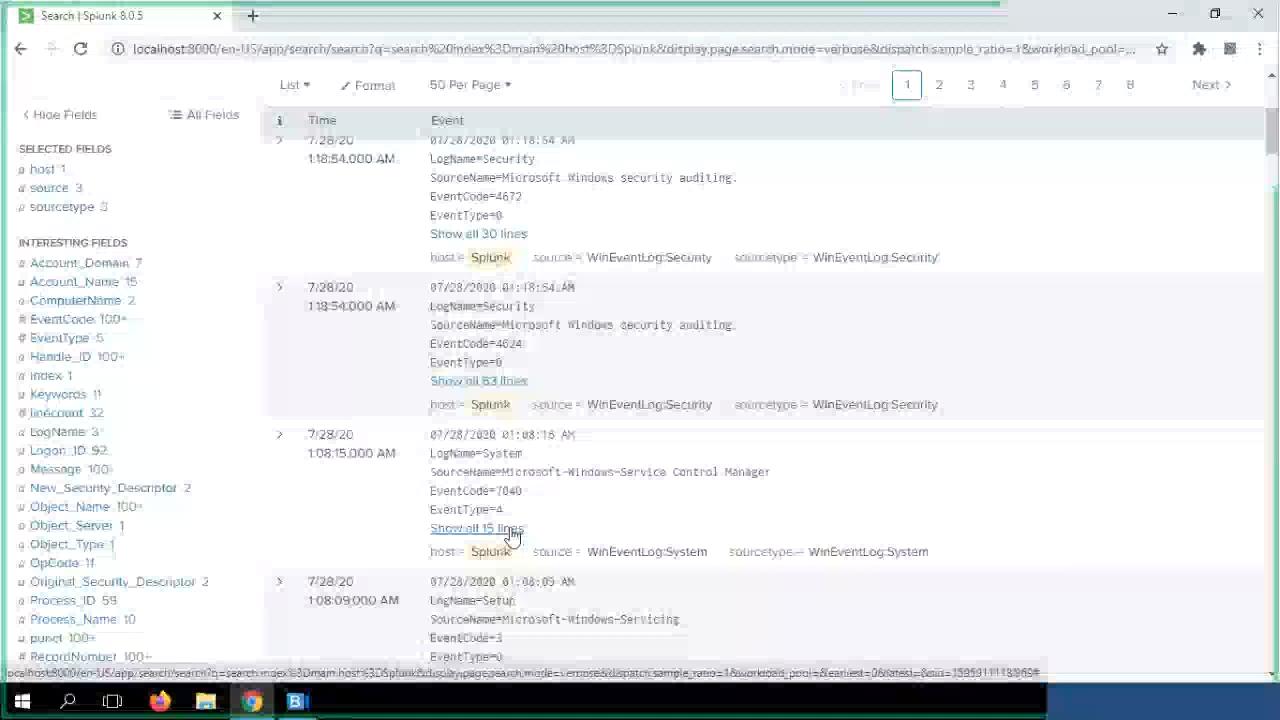 Search | Splunk 8.0.5
localhost:8000/en-US/app/search/search?q=search%20index%3Dmain%20host%3DSplunk&display.page.search.mode=verbose&dispatch.sample_ratio=1&workload_pool=...
List
Format
50 Per Page
Prev
1
2
3
4
5
6
7
8
Next
Hide Fields
All Fields
SELECTED FIELDS
a host 1
a source 3
a sourcetype 3
INTERESTING FIELDS
a Account_Domain 7
a Account_Name 15
a ComputerName 2
# EventCode 100+
# EventType 5
a Handle_ID 100+
a index 1
a Keywords 11
# linecount 32
a LogName 3
a Logon_ID 92
a Message 100+
a New_Security_Descriptor 2
a Object_Name 100+
a Object_Server 1
a Object_Type 1
a OpCode 11
a Original_Security_Descriptor 2
a Process_ID 59
a Process_Name 10
a punct 100+
# RecordNumber 100+
i Time Event
7/28/20
1:18:54.000 AM
07/28/2020 01:18:54 AM
LogName=Security
SourceName=Microsoft Windows security auditing.
EventCode=4672
EventType=0
Show all 30 lines
host = Splunk source = WinEventLog:Security sourcetype = WinEventLog:Security
7/28/20
1:18:54.000 AM
07/28/2020 01:18:54 AM
LogName=Security
SourceName=Microsoft Windows security auditing.
EventCode=4624
EventType=0
Show all 63 lines
host = Splunk source = WinEventLog:Security sourcetype = WinEventLog:Security
7/28/20
1:08:15.000 AM
07/28/2020 01:08:15 AM
LogName=System
SourceName=Microsoft-Windows-Service Control Manager
EventCode=7040
EventType=4
Show all 15 lines
host = Splunk source = WinEventLog:System sourcetype = WinEventLog:System
7/28/20
1:08:09.000 AM
07/28/2020 01:08:09 AM
LogName=Setup
SourceName=Microsoft-Windows-Servicing
EventCode=3
EventType=0